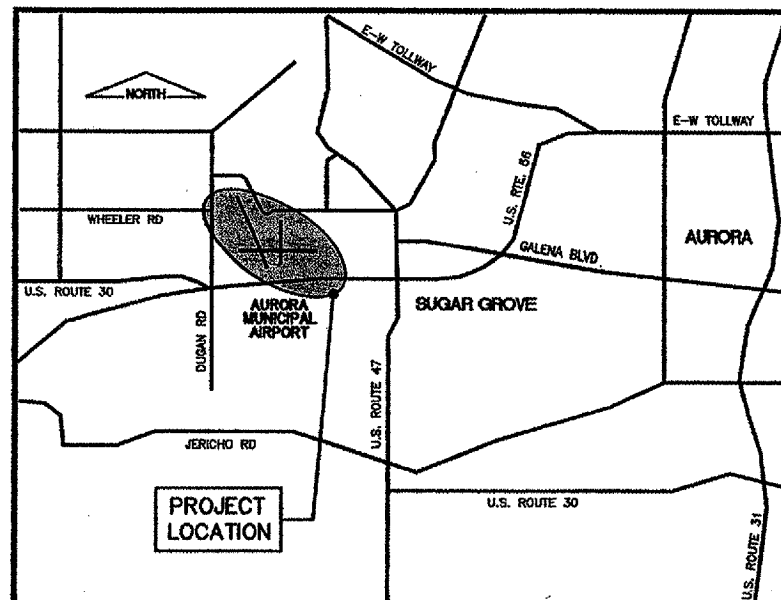 E-W TOLLWAY
NORTH
E-W TOLLWAY
U.S. RTE. 56
WHEELER RD
GALENA BLVD.
AURORA
U.S. ROUTE 30
AURORA
MUNICIPAL
AIRPORT
SUGAR GROVE
DUGAN RD
U.S. ROUTE 47
JERICHO RD
PROJECT
LOCATION
U.S. ROUTE 30
U.S. ROUTE 31